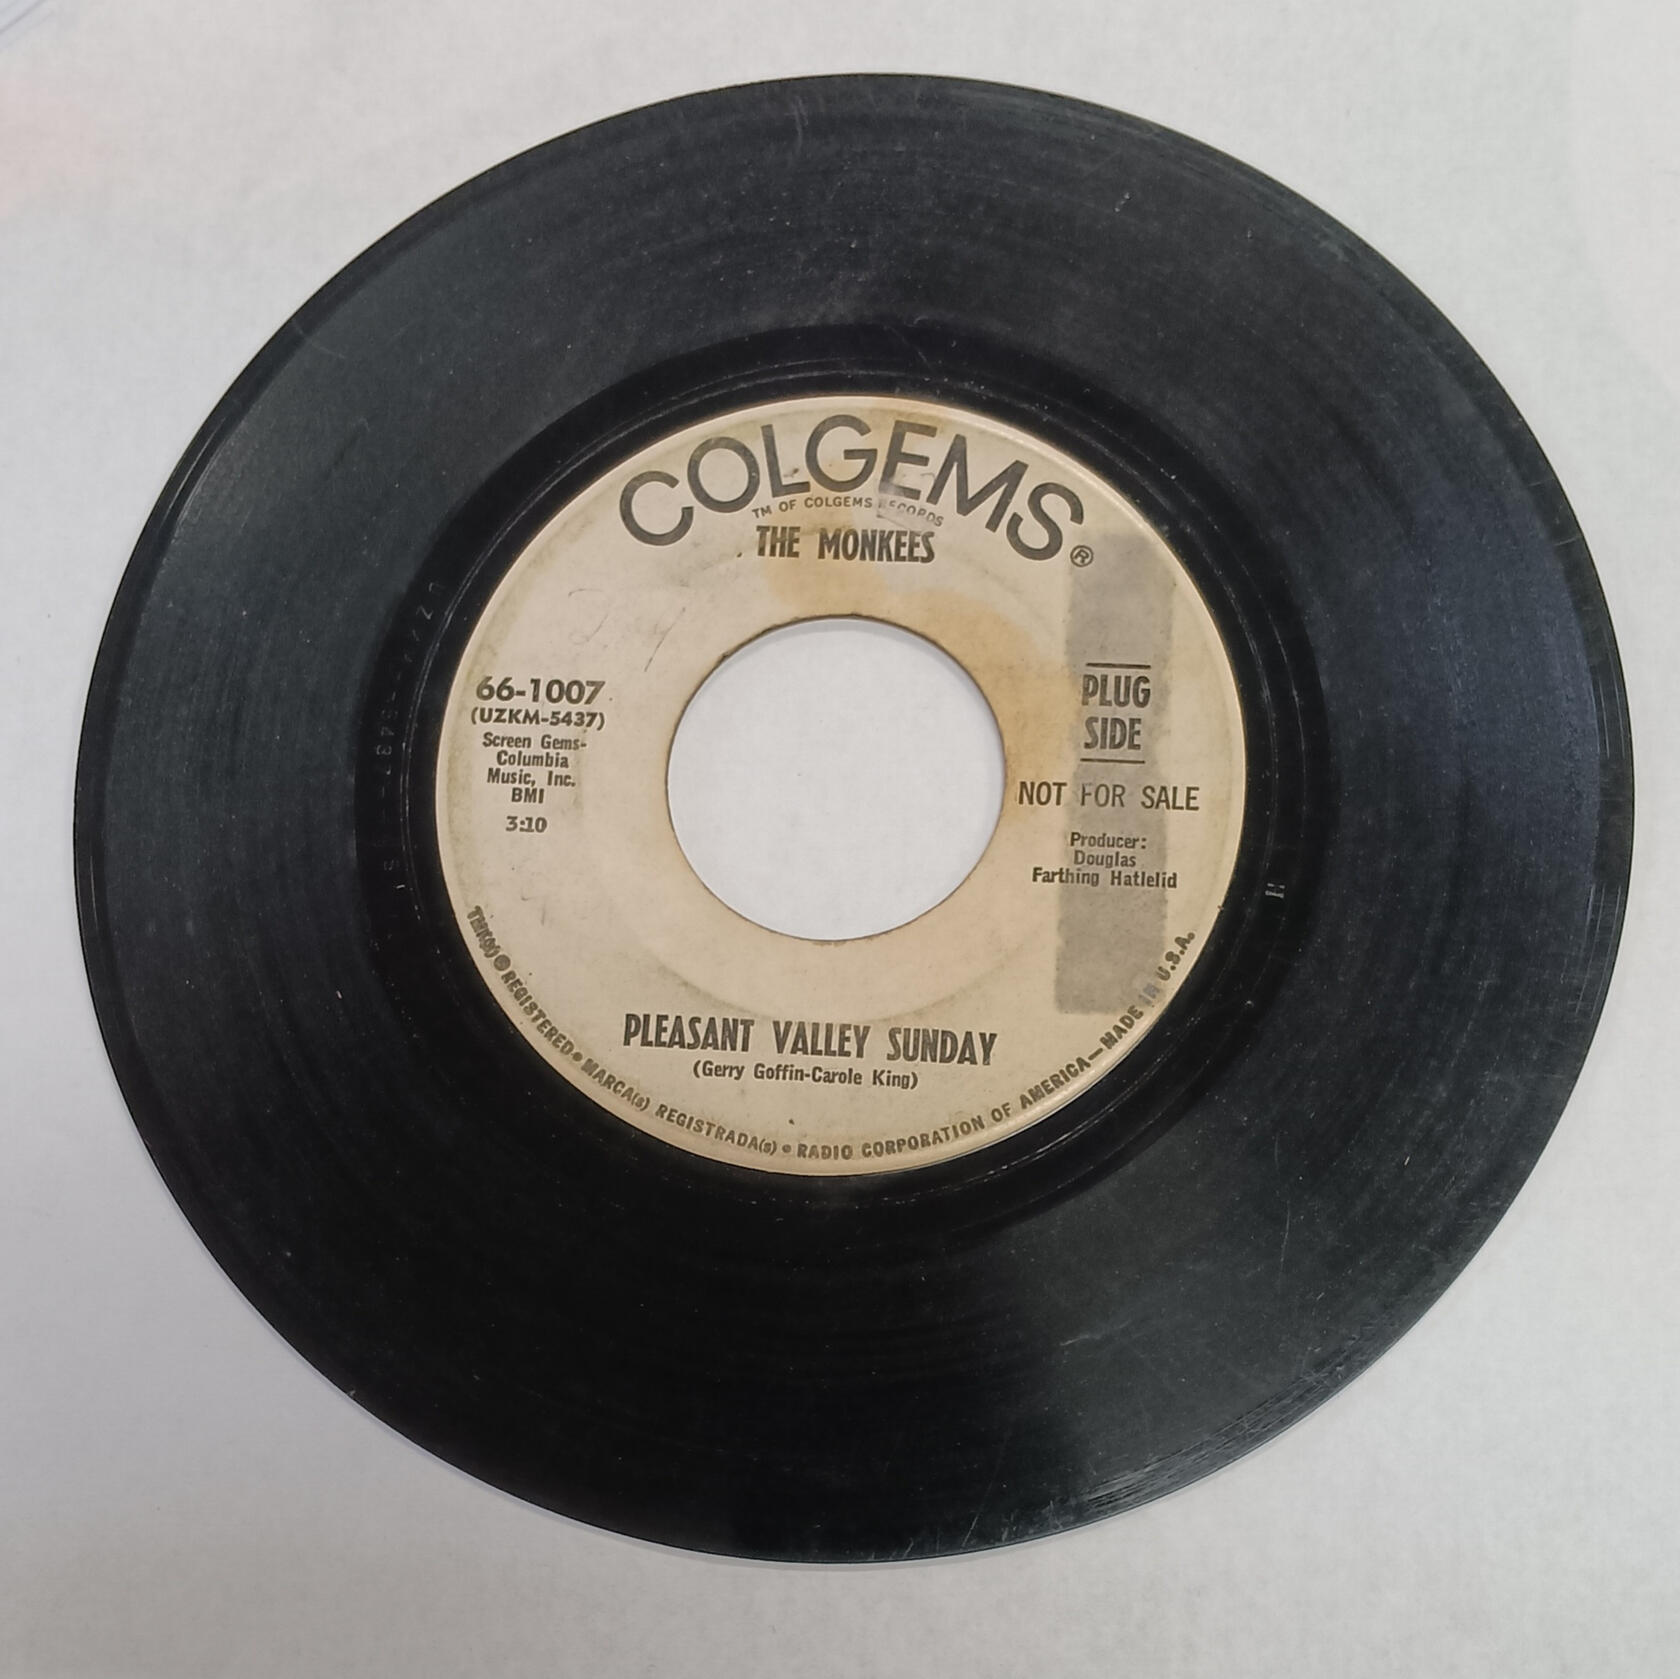 COLGEMS®
TM OF COLGEMS RECORDS
THE MONKEES
66-1007
(UZKM-5437)
Screen Gems-
Columbia
Music, Inc.
BMI
3:10
PLUG
SIDE
NOT FOR SALE
Producer:
Douglas
Farthing Hatlelid
PLEASANT VALLEY SUNDAY
(Gerry Goffin-Carole King)
TMK(s) ® REGISTERED • MARCA(s) REGISTRADA(s) • RADIO CORPORATION OF AMERICA—MADE IN U.S.A.
H